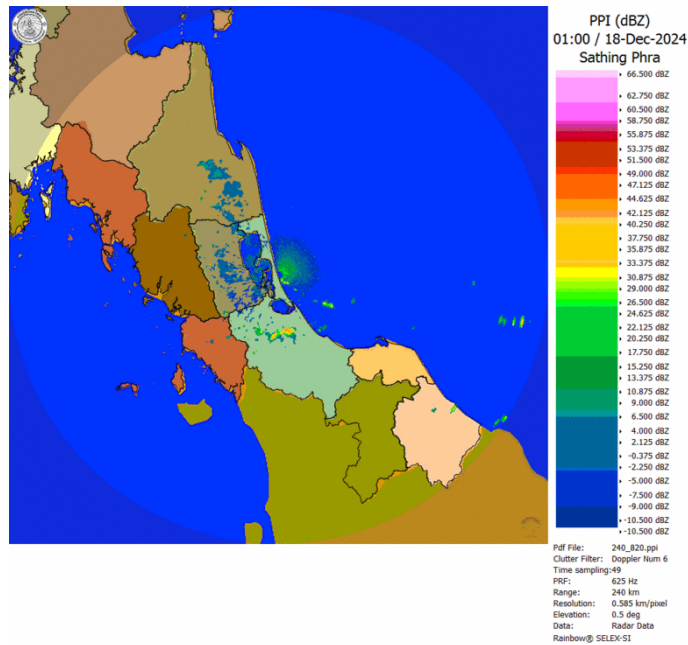 PPI (dBZ)
01:00 / 18-Dec-2024
Sathing Phra
66.500 dBZ
62.750 dBZ
60.500 dBZ
58.750 dBZ
55.875 dBZ
53.375 dBZ
51.500 dBZ
49.000 dBZ
47.125 dBZ
44.625 dBZ
42.125 dBZ
40.250 dBZ
37.750 dBZ
35.875 dBZ
33.375 dBZ
30.875 dBZ
29.000 dBZ
26.500 dBZ
24.625 dBZ
22.125 dBZ
20.250 dBZ
17.750 dBZ
15.250 dBZ
13.375 dBZ
10.875 dBZ
9.000 dBZ
6.500 dBZ
4.000 dBZ
2.125 dBZ
-0.375 dBZ
-2.250 dBZ
-5.000 dBZ
-7.500 dBZ
-9.000 dBZ
-10.500 dBZ
-10.500 dBZ
Pdf File: 240_820.ppi
Clutter Filter: Doppler Num 6
Time sampling:49
PRF: 625 Hz
Range: 240 km
Resolution: 0.585 km/pixel
Elevation: 0.5 deg
Data: Radar Data
Rainbow® SELEX-SI